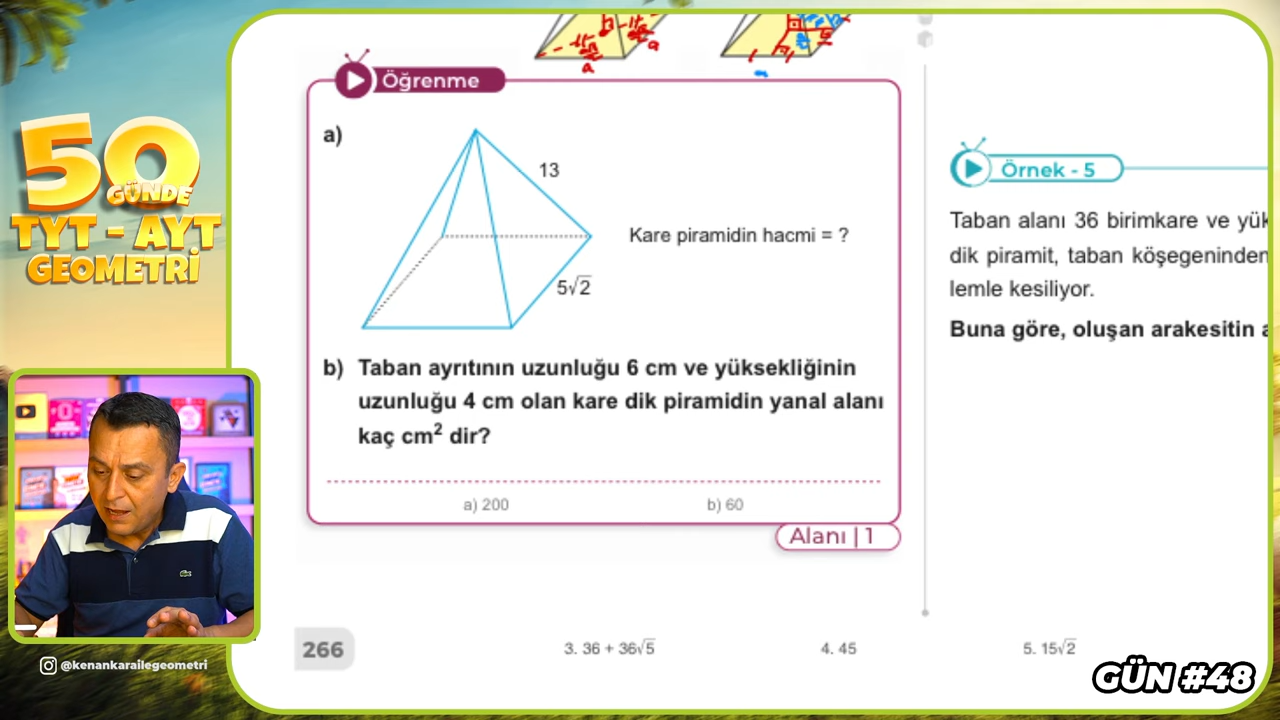 50
GÜNDE
TYT - AYT
GEOMETRİ
@kenankarailegeometri
Öğrenme
a)
13
5√2
Kare piramidin hacmi = ?
b) Taban ayrıtının uzunluğu 6 cm ve yüksekliğinin
uzunluğu 4 cm olan kare dik piramidin yanal alanı
kaç cm² dir?
a) 200 b) 60
Alanı | 1
Örnek - 5
Taban alanı 36 birimkare ve yük
dik piramit, taban köşegeninden
lemle kesiliyor.
Buna göre, oluşan arakesitin a
266 3. 36 + 36√5 4. 45 5. 15√2
GÜN #48